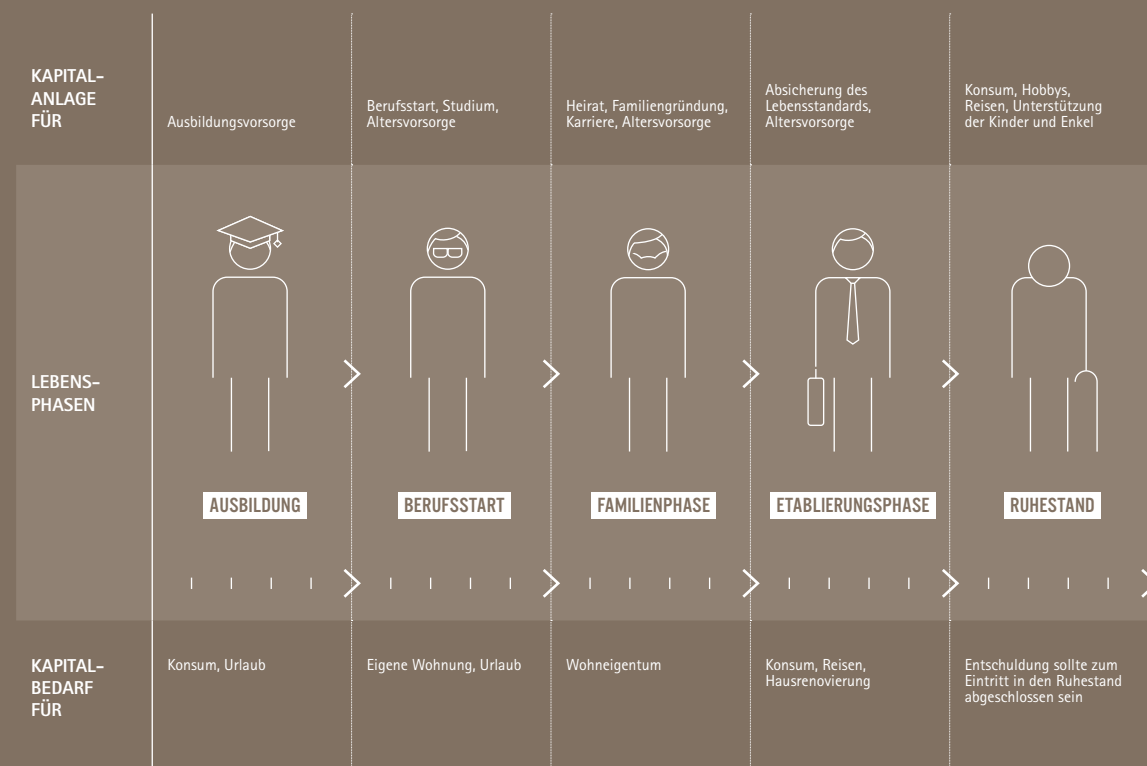 KAPITAL-
ANLAGE
FÜR
Ausbildungsvorsorge
Berufsstart, Studium,
Altersvorsorge
Heirat, Familiengründung,
Karriere, Altersvorsorge
Absicherung des
Lebensstandards,
Altersvorsorge
Konsum, Hobbys,
Reisen, Unterstützung
der Kinder und Enkel
LEBENS-
PHASEN
AUSBILDUNG
BERUFSSTART
FAMILIENPHASE
ETABLIERUNGSPHASE
RUHESTAND
KAPITAL-
BEDARF
FÜR
Konsum, Urlaub
Eigene Wohnung, Urlaub
Wohneigentum
Konsum, Reisen,
Hausrenovierung
Entschuldung sollte zum
Eintritt in den Ruhestand
abgeschlossen sein